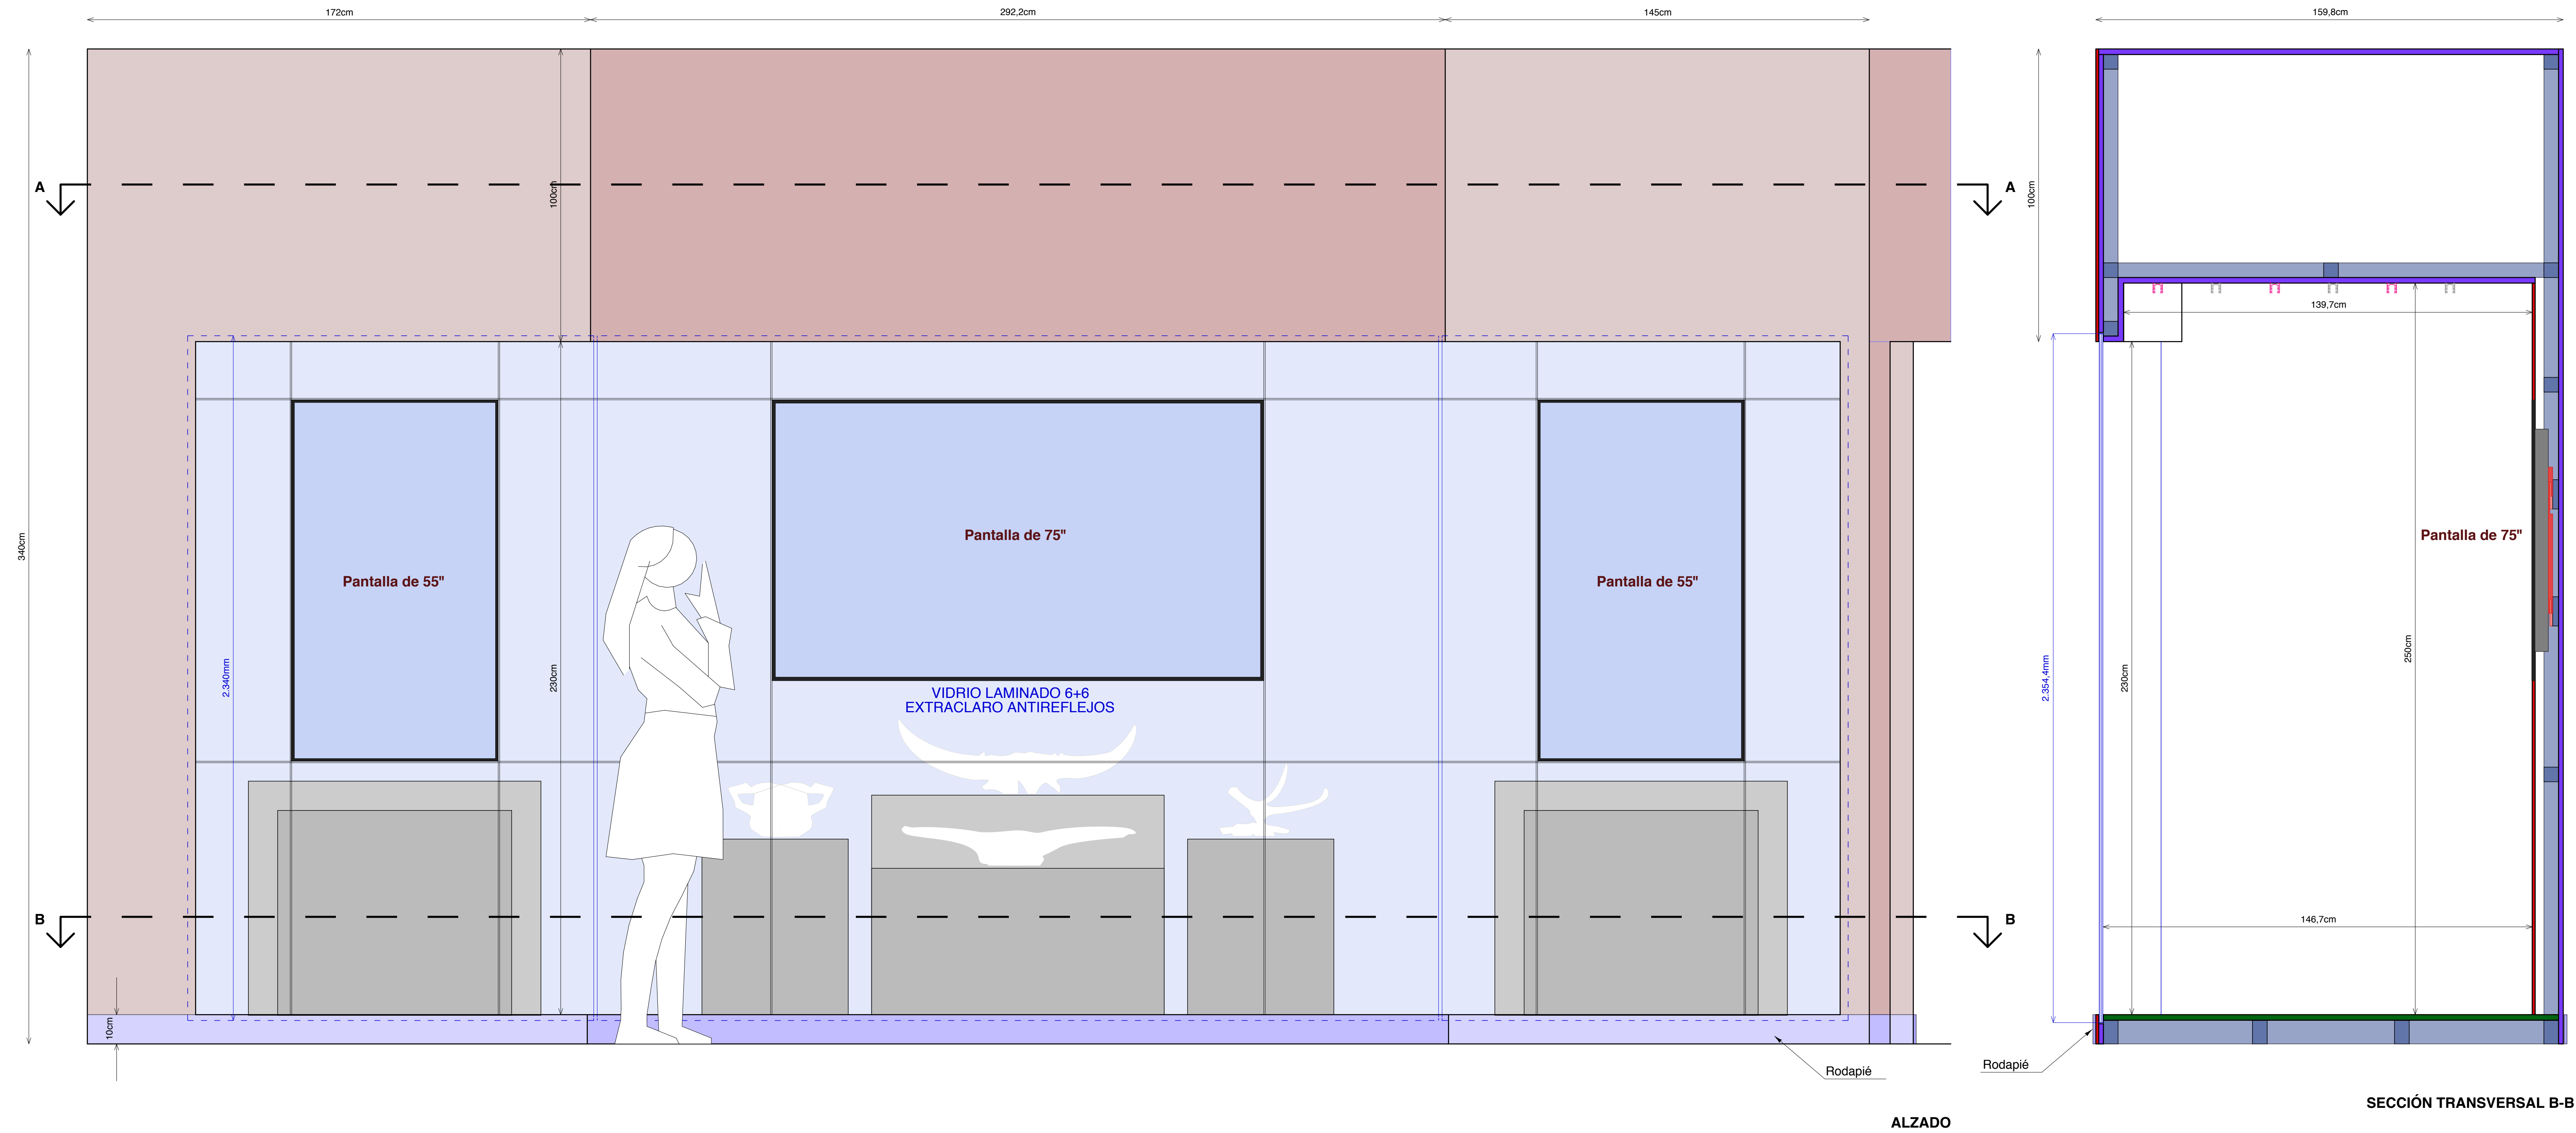 172cm
292,2cm
145cm
159,8cm
A
100cm
A
100cm
139,7cm
340cm
Pantalla de 75"
Pantalla de 55"
Pantalla de 55"
Pantalla de 75"
2.340mm
230cm
VIDRIO LAMINADO 6+6
EXTRACLARO ANTIREFLEJOS
2.354,4mm
230cm
250cm
B
B
146,7cm
10cm
Rodapié
Rodapié
SECCIÓN TRANSVERSAL B-B
ALZADO